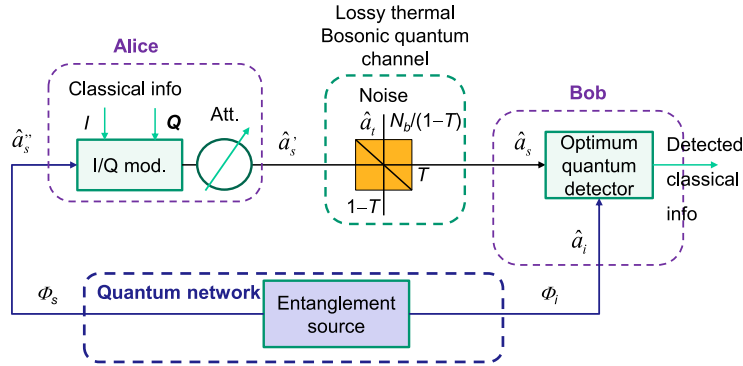 Lossy thermal
Bosonic quantum
channel
Alice
Classical info
I
Q
Att.
â_s"
I/Q mod.
â_s'
Noise
â_t
N_b/(1−T)
T
1−T
Bob
â_s
Optimum
quantum
detector
Detected
classical
info
â_i
Φ_s
Quantum network
Entanglement
source
Φ_i